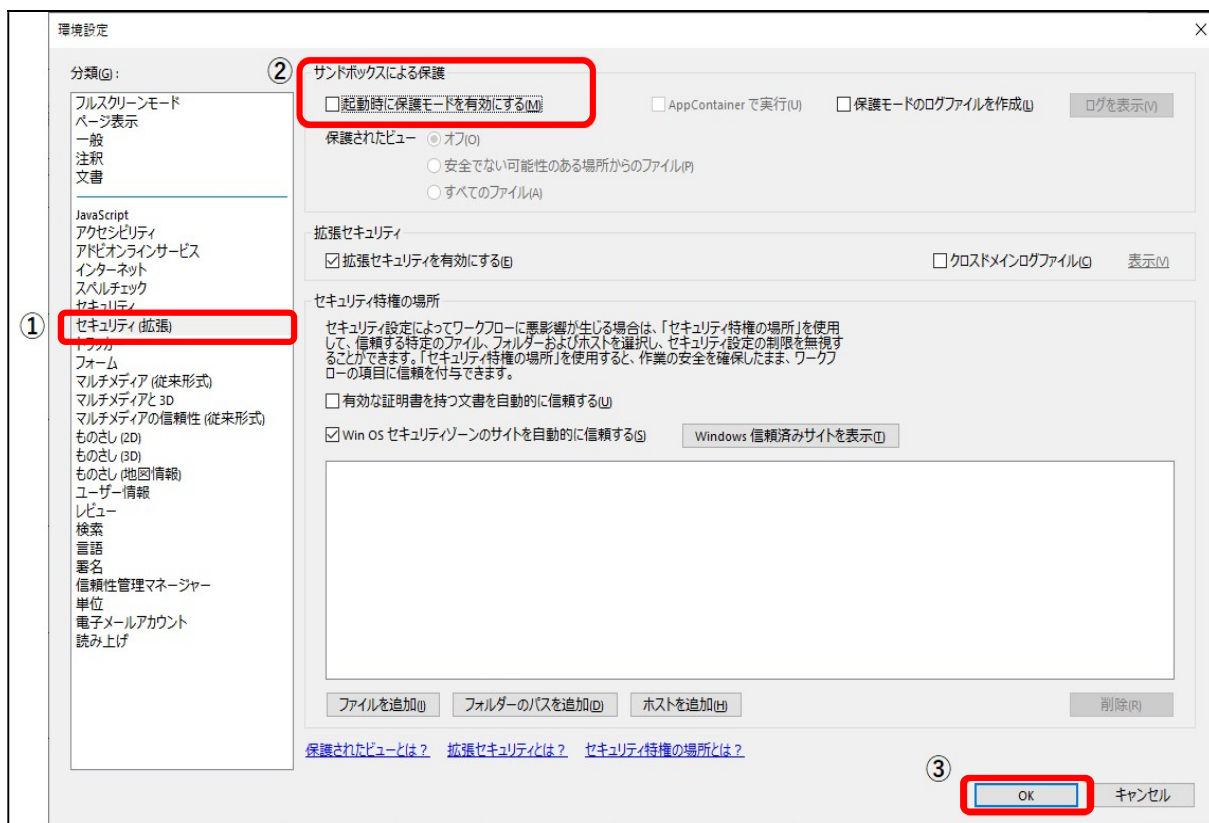 環境設定
分類(G):
フルスクリーンモード
ページ表示
一般
注釈
文書
JavaScript
アクセシビリティ
アドビオンラインサービス
インターネット
スペルチェック
セキュリティ
①
セキュリティ (拡張)
トラッカー
フォーム
マルチメディア (従来形式)
マルチメディアと 3D
マルチメディアの信頼性 (従来形式)
ものさし (2D)
ものさし (3D)
ものさし (地図情報)
ユーザー情報
レビュー
検索
言語
署名
信頼性管理マネージャー
単位
電子メールアカウント
読み上げ
②
サンドボックスによる保護
起動時に保護モードを有効にする(M)
AppContainer で実行(U)
保護モードのログファイルを作成(L)
ログを表示(V)
保護されたビュー
オフ(O)
安全でない可能性のある場所からのファイル(P)
すべてのファイル(A)
拡張セキュリティ
拡張セキュリティを有効にする(E)
クロスドメインログファイル(C)
表示(V)
セキュリティ特権の場所
セキュリティ設定によってワークフローに悪影響が生じる場合は、「セキュリティ特権の場所」を使用
して、信頼する特定のファイル、フォルダーおよびホストを選択し、セキュリティ設定の制限を無視す
ることができます。「セキュリティ特権の場所」を使用すると、作業の安全を確保したまま、ワークフ
ローの項目に信頼を付与できます。
有効な証明書を持つ文書を自動的に信頼する(U)
Win OS セキュリティゾーンのサイトを自動的に信頼する(S)
Windows 信頼済みサイトを表示(T)
ファイルを追加(I)
フォルダーのパスを追加(D)
ホストを追加(H)
削除(R)
保護されたビューとは?
拡張セキュリティとは?
セキュリティ特権の場所とは?
③
OK
キャンセル